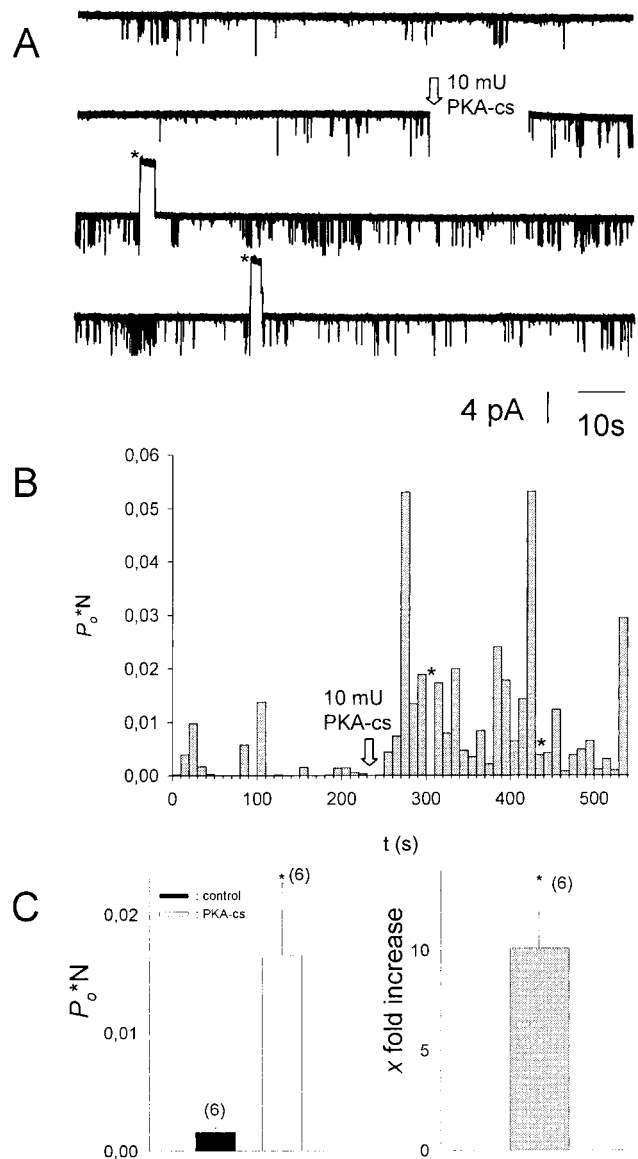 A
10 mU
PKA-cs
*
*
4 pA
10s
B
0,06
0,05
0,04
0,03
0,02
0,01
0,00
Po*N
10 mU
PKA-cs
*
*
0
100
200
300
400
500
t (s)
C
: control
: PKA-cs
* (6)
(6)
0,02
0,01
0,00
Po*N
* (6)
10
5
0
x fold increase